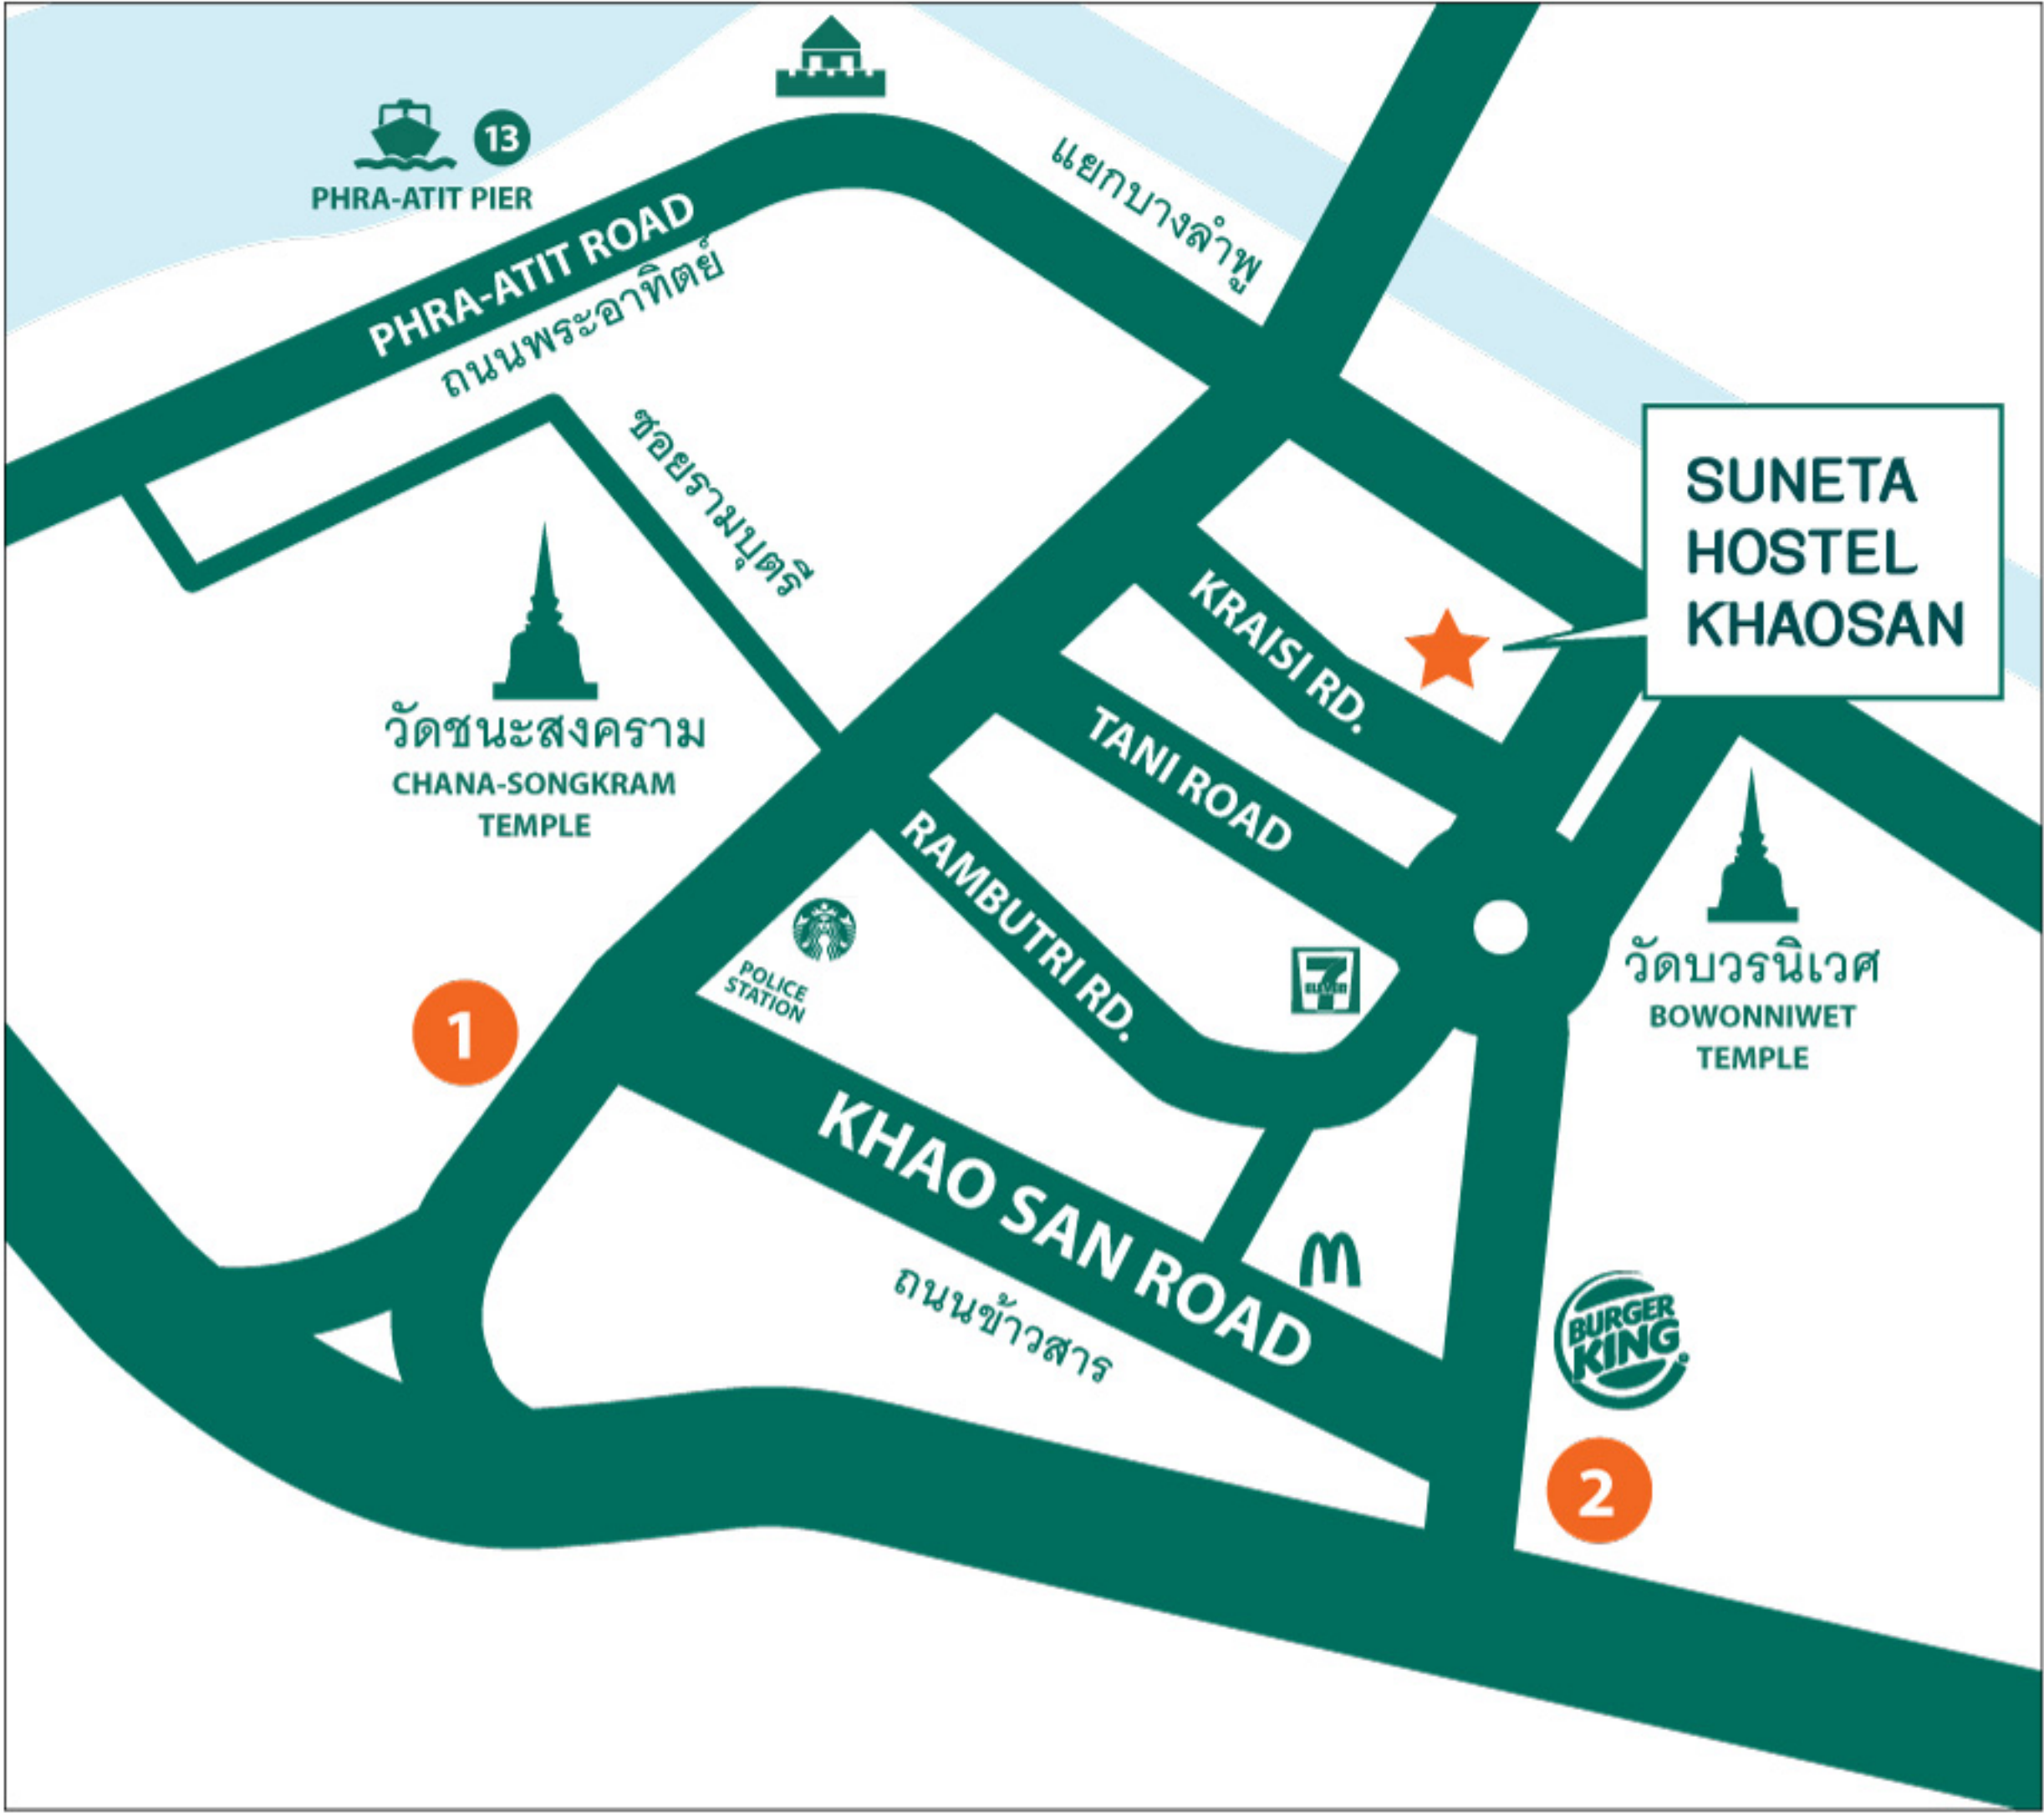 13
PHRA-ATIT PIER
PHRA-ATIT ROAD
ถนนพระอาทิตย์
แยกบางลำพู
ซอยรามบุตรี
SUNETA
HOSTEL
KHAOSAN
KRAISI RD.
TANI ROAD
RAMBUTRI RD.
วัดชนะสงคราม
CHANA-SONGKRAM
TEMPLE
POLICE
STATION
7
ELEVEN
วัดบวรนิเวศ
BOWONNIWET
TEMPLE
1
KHAO SAN ROAD
ถนนข้าวสาร
M
BURGER
KING
2